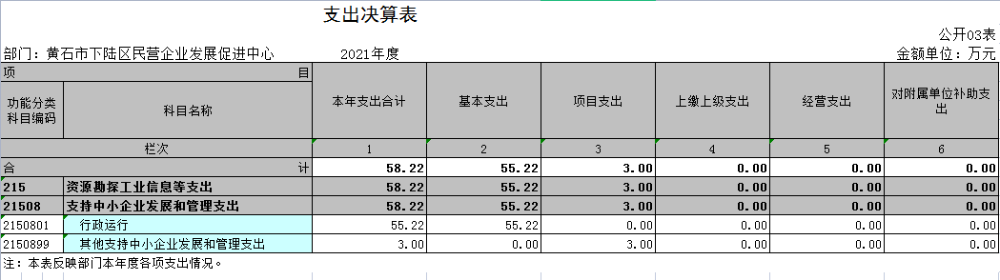 支出决算表
公开03表
部门：黄石市下陆区民营企业发展促进中心 2021年度 金额单位：万元
项 目 本年支出合计 基本支出 项目支出 上缴上级支出 经营支出 对附属单位补助支出
功能分类科目编码 科目名称
栏次 1 2 3 4 5 6
合 计 58.22 55.22 3.00 0.00 0.00 0.00
215 资源勘探工业信息等支出 58.22 55.22 3.00 0.00 0.00 0.00
21508 支持中小企业发展和管理支出 58.22 55.22 3.00 0.00 0.00 0.00
2150801 行政运行 55.22 55.22 0.00 0.00 0.00 0.00
2150899 其他支持中小企业发展和管理支出 3.00 0.00 3.00 0.00 0.00 0.00
注：本表反映部门本年度各项支出情况。